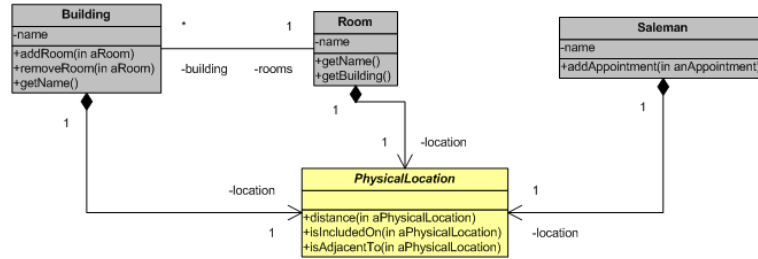 Building
-name
+addRoom(in aRoom)
+removeRoom(in aRoom)
+getName()
*
1
-building
-rooms
Room
-name
+getName()
+getBuilding()
Saleman
-name
+addAppointment(in anAppointment)
1
1
1
1
-location
-location
1
1
-location
PhysicalLocation
+distance(in aPhysicalLocation)
+isIncludedOn(in aPhysicalLocation)
+isAdjacentTo(in aPhysicalLocation)